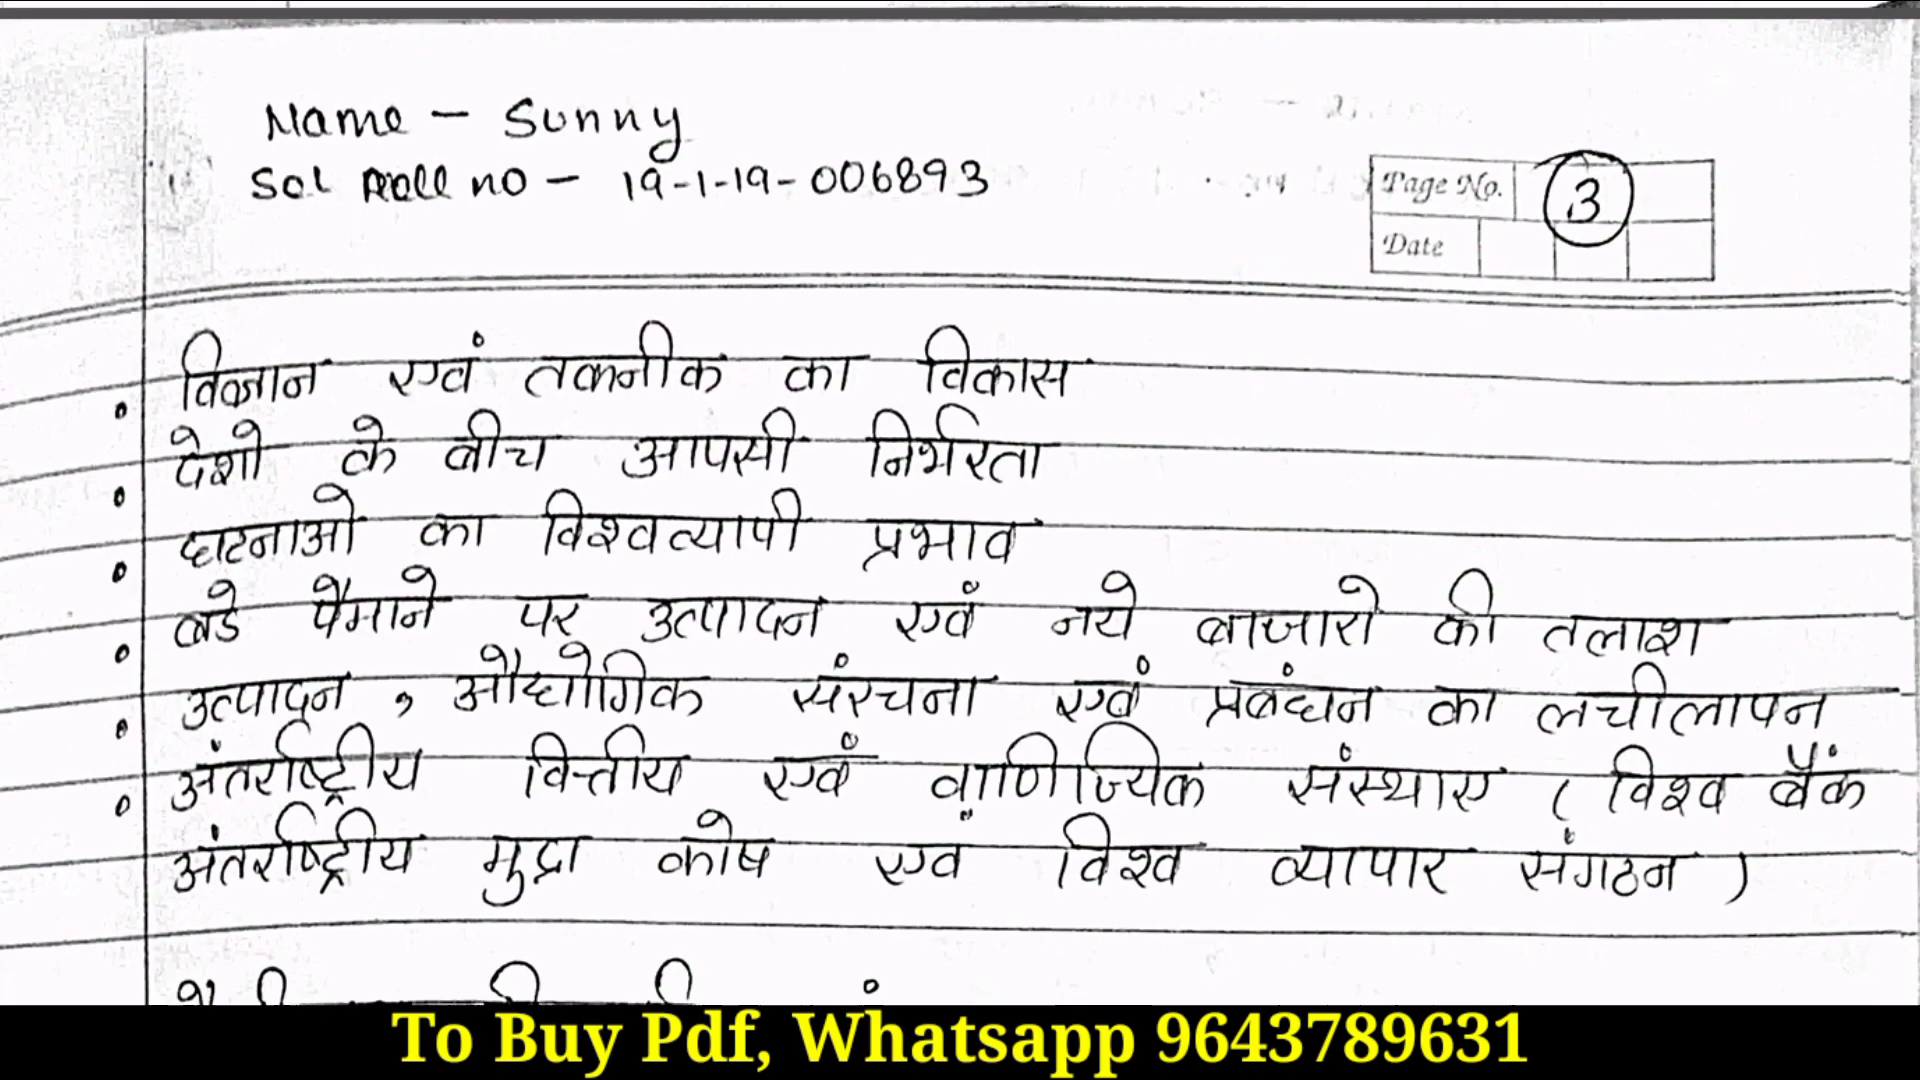 Name - Sunny
Sol Roll no - 19-1-19-006893
Page No. 3
Date
विज्ञान एवं तकनीक का विकास
• देशो के बीच आपसी निर्भरता
• घटनाओ का विश्वव्यापी प्रभाव
• बडे पैमाने पर उत्पादन एवं नये बाजारो की तलाश
• उत्पादन, औद्योगिक संरचना एवं प्रबंधन का लचीलापन
• अंतर्राष्ट्रीय वित्तीय एवं वाणिज्यिक संस्थाए ( विश्व बैंक
• अंतर्राष्ट्रीय मुद्रा कोष एवं विश्व व्यापार संगठन )
To Buy Pdf, Whatsapp 9643789631